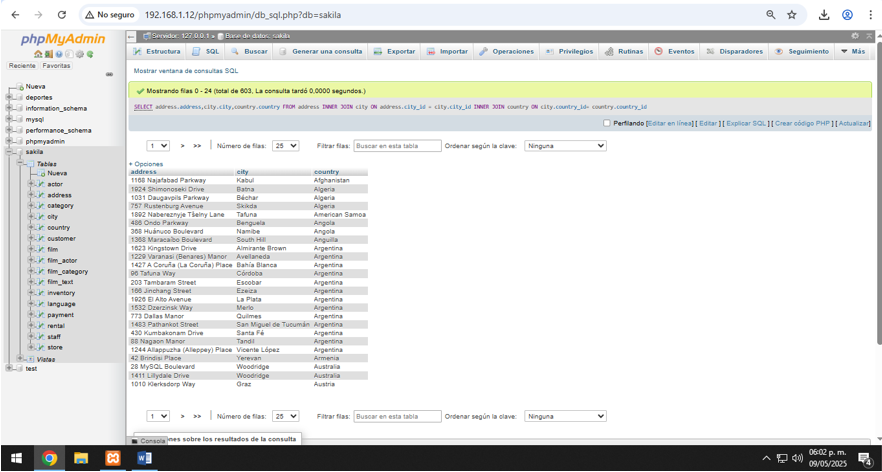 No seguro 192.168.1.12/phpmyadmin/db_sql.php?db=sakila
phpMyAdmin
Reciente Favoritas
Nueva
deportes
information_schema
mysql
performance_schema
phpmyadmin
sakila
Tables
Nueva
actor
address
category
city
country
customer
film
film_actor
film_category
film_text
inventory
language
payment
rental
staff
store
Vistas
test
Servidor: 127.0.0.1 » Base de datos: sakila
Estructura SQL Buscar Generar una consulta Exportar Importar Operaciones Privilegios Rutinas Eventos Disparadores Seguimiento Más
Mostrar ventana de consultas SQL
Mostrando filas 0 - 24 (total de 603, La consulta tardó 0,0000 segundos.)
SELECT address.address,city.city,country.country FROM address INNER JOIN city ON address.city_id = city.city_id INNER JOIN country ON city.country_id= country.country_id
Perfilando [Editar en línea] [ Editar ] [ Explicar SQL ] [ Crear código PHP ] [ Actualizar]
1 > >> Número de filas: 25 Filtrar filas: Buscar en esta tabla Ordenar según la clave: Ninguna
+ Opciones
address city country
1168 Najafabad Parkway Kabul Afghanistan
1924 Shimonoseki Drive Batna Algeria
1031 Daugavpils Parkway Béchar Algeria
757 Rustenburg Avenue Skikda Algeria
1892 Nabereznyje Tšelny Lane Tafuna American Samoa
486 Ondo Parkway Benguela Angola
368 Huánuco Boulevard Namibe Angola
1368 Maracaíbo Boulevard South Hill Anguilla
1623 Kingstown Drive Almirante Brown Argentina
1229 Varanasi (Benares) Manor Avellaneda Argentina
1427 A Coruña (La Coruña) Place Bahía Blanca Argentina
96 Tafuna Way Córdoba Argentina
203 Tambaram Street Escobar Argentina
166 Jinchang Street Ezeiza Argentina
1926 El Alto Avenue La Plata Argentina
1532 Dzerzinsk Way Merlo Argentina
773 Dallas Manor Quilmes Argentina
1483 Pathankot Street San Miguel de Tucumán Argentina
430 Kumbakonam Drive Santa Fé Argentina
88 Nagaon Manor Tandil Argentina
1244 Allappuzha (Alleppey) Place Vicente López Argentina
42 Brindisi Place Yerevan Armenia
28 MySQL Boulevard Woodridge Australia
1411 Lillydale Drive Woodridge Australia
1010 Klerksdorp Way Graz Austria
1 > >> Número de filas: 25 Filtrar filas: Buscar en esta tabla Ordenar según la clave: Ninguna
ones sobre los resultados de la consulta
Consola
06:02 p. m.
09/05/2025
4